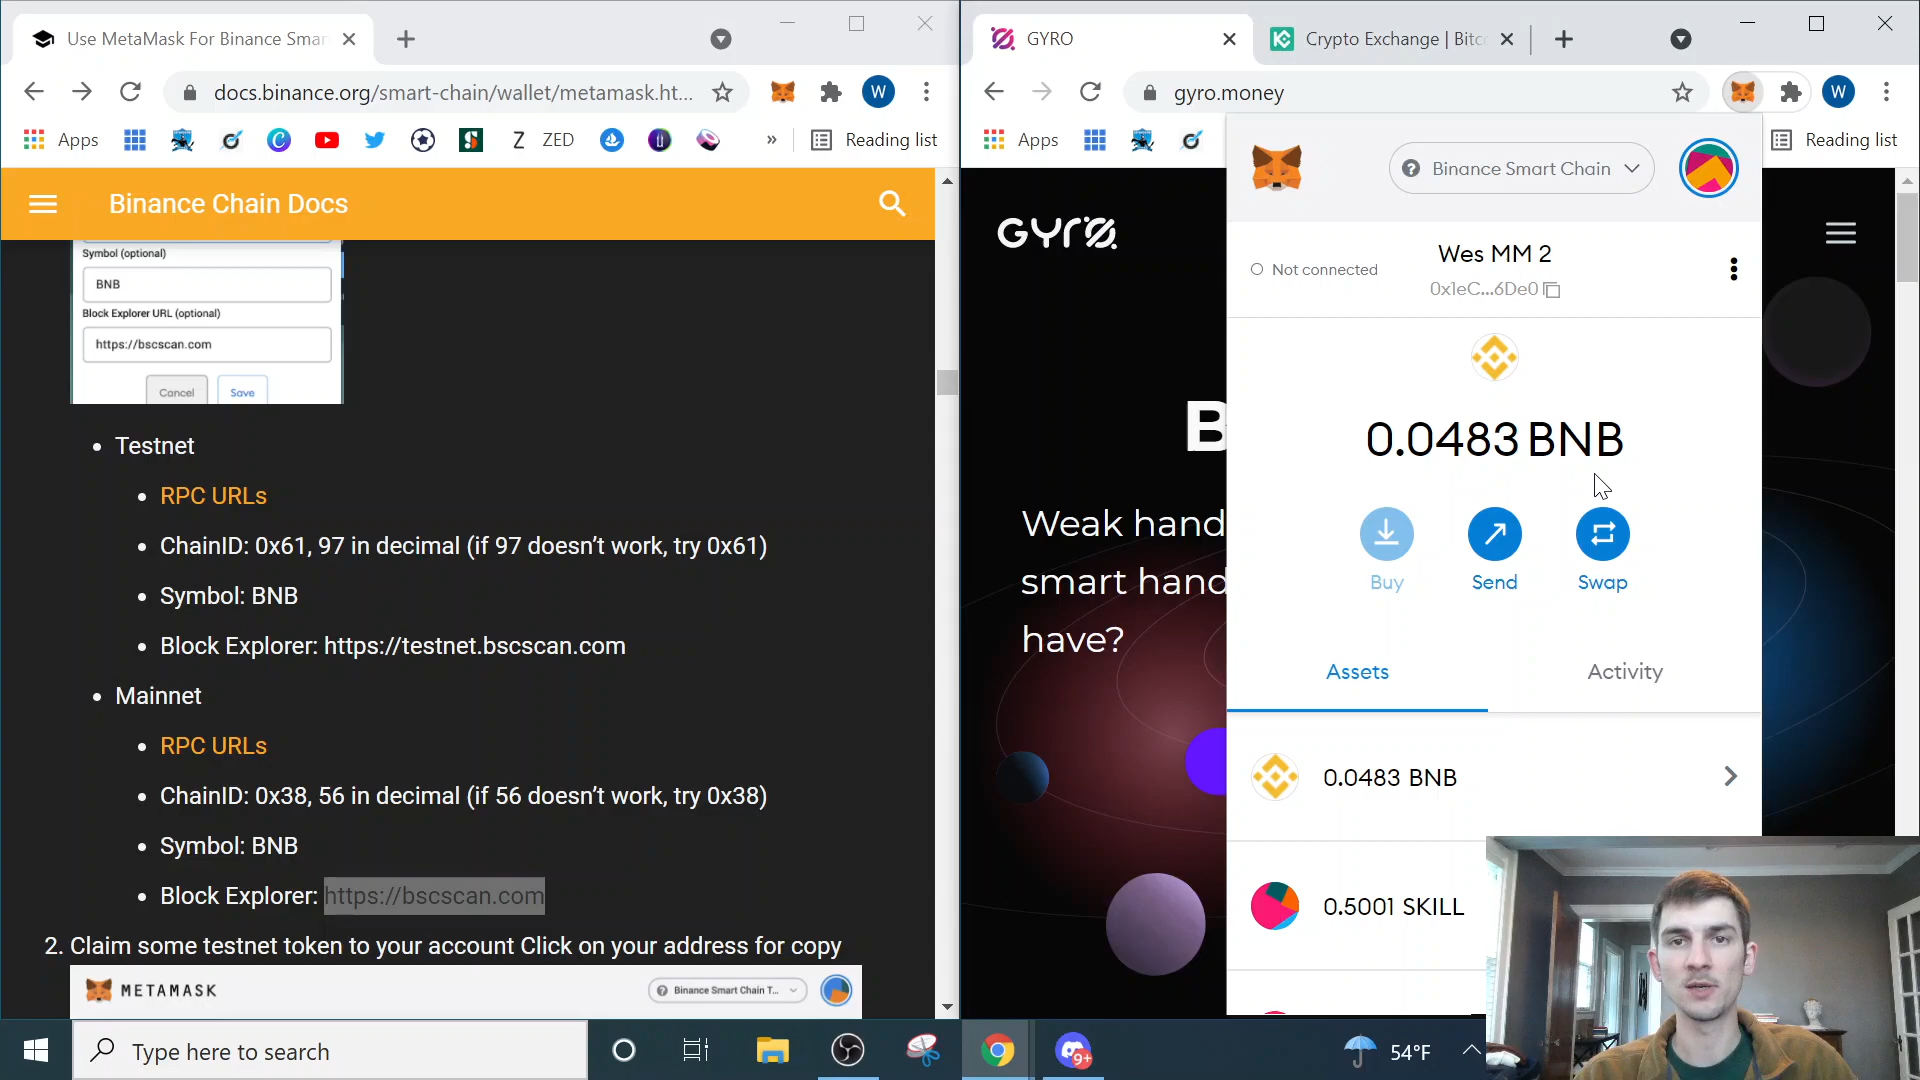 Use MetaMask For Binance Smar
docs.binance.org/smart-chain/wallet/metamask.ht...
W
Apps
ZED
»
Reading list
Binance Chain Docs
Symbol (optional)
BNB
Block Explorer URL (optional)
https://bscscan.com
Cancel
Save
• Testnet
• RPC URLs
• ChainID: 0x61, 97 in decimal (if 97 doesn’t work, try 0x61)
• Symbol: BNB
• Block Explorer: https://testnet.bscscan.com
• Mainnet
• RPC URLs
• ChainID: 0x38, 56 in decimal (if 56 doesn’t work, try 0x38)
• Symbol: BNB
• Block Explorer: https://bscscan.com
2. Claim some testnet token to your account Click on your address for copy
METAMASK
Binance Smart Chain T...
GYRO
Crypto Exchange | Bitc
gyro.money
W
Apps
Reading list
GYRO
B
Weak hand
smart hand
have?
Binance Smart Chain
Not connected
Wes MM 2
0x1eC...6De0
0.0483 BNB
Buy
Send
Swap
Assets
Activity
0.0483 BNB
0.5001 SKILL
Type here to search
9+
54°F